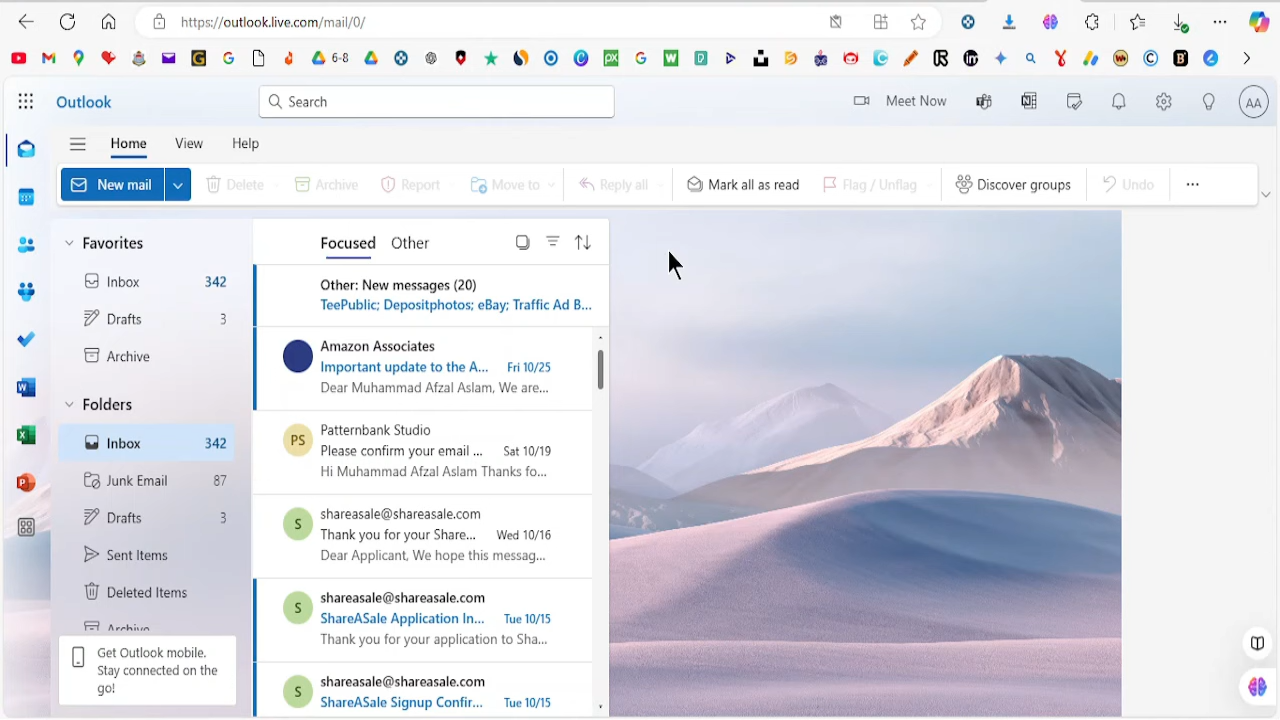 https://outlook.live.com/mail/0/
6-8
Outlook
Search
Meet Now
AA
Home View Help
New mail Delete Archive Report Move to Reply all Mark all as read Flag / Unflag Discover groups Undo
Favorites
Inbox 342
Drafts 3
Archive
Folders
Inbox 342
Junk Email 87
Drafts 3
Sent Items
Deleted Items
Archive
Get Outlook mobile.
Stay connected on the
go!
Focused Other
Other: New messages (20)
TeePublic; Depositphotos; eBay; Traffic Ad B...
Amazon Associates
Important update to the A... Fri 10/25
Dear Muhammad Afzal Aslam, We are...
PS
Patternbank Studio
Please confirm your email ... Sat 10/19
Hi Muhammad Afzal Aslam Thanks fo...
S
shareasale@shareasale.com
Thank you for your Share... Wed 10/16
Dear Applicant, We hope this messag...
S
shareasale@shareasale.com
ShareASale Application In... Tue 10/15
Thank you for your application to Sha...
S
shareasale@shareasale.com
ShareASale Signup Confir... Tue 10/15